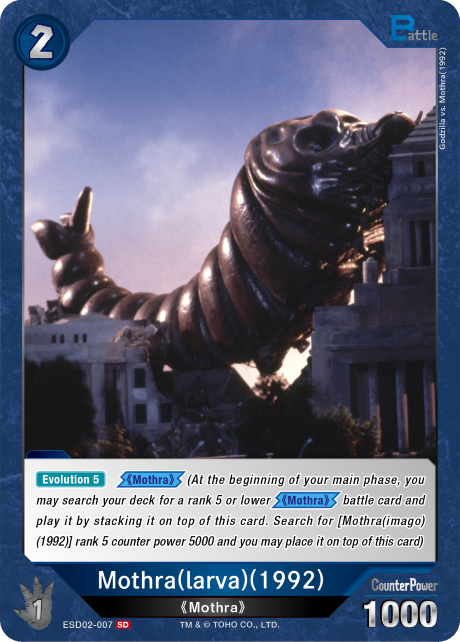 2
Battle
Godzilla vs. Mothra(1992)
Evolution 5 《Mothra》 (At the beginning of your main phase, you
may search your deck for a rank 5 or lower 《Mothra》 battle card and
play it by stacking it on top of this card. Search for [Mothra(imago)
(1992)] rank 5 counter power 5000 and you may place it on top of this card)
Mothra(larva)(1992)
CounterPower
1
《Mothra》
1000
ESD02-007 SD
TM & © TOHO CO., LTD.